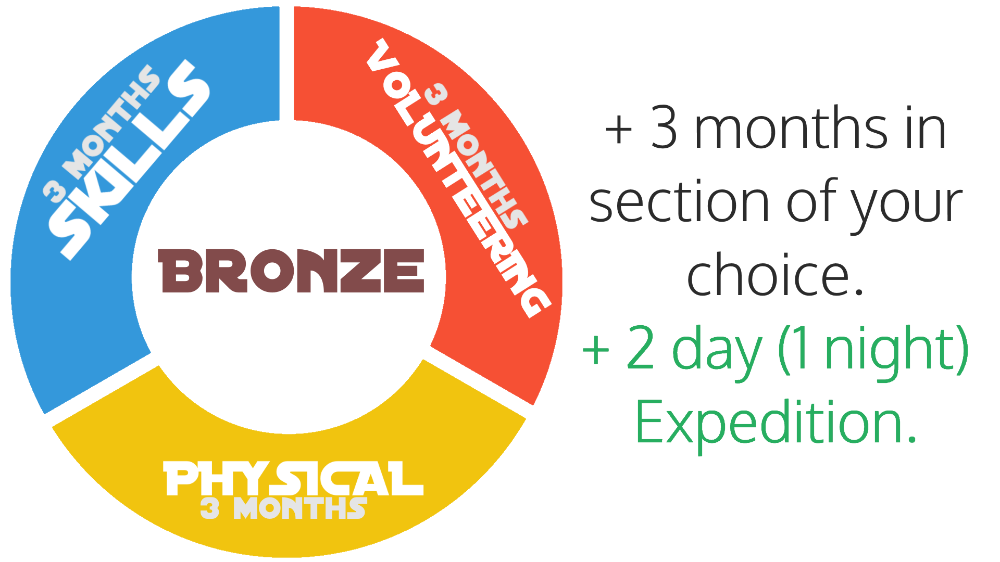 3 MONTHS
SKILLS
VOLUNTEERING
3 MONTHS
BRONZE
PHYSICAL
3 MONTHS
+ 3 months in
section of your
choice.
+ 2 day (1 night)
Expedition.